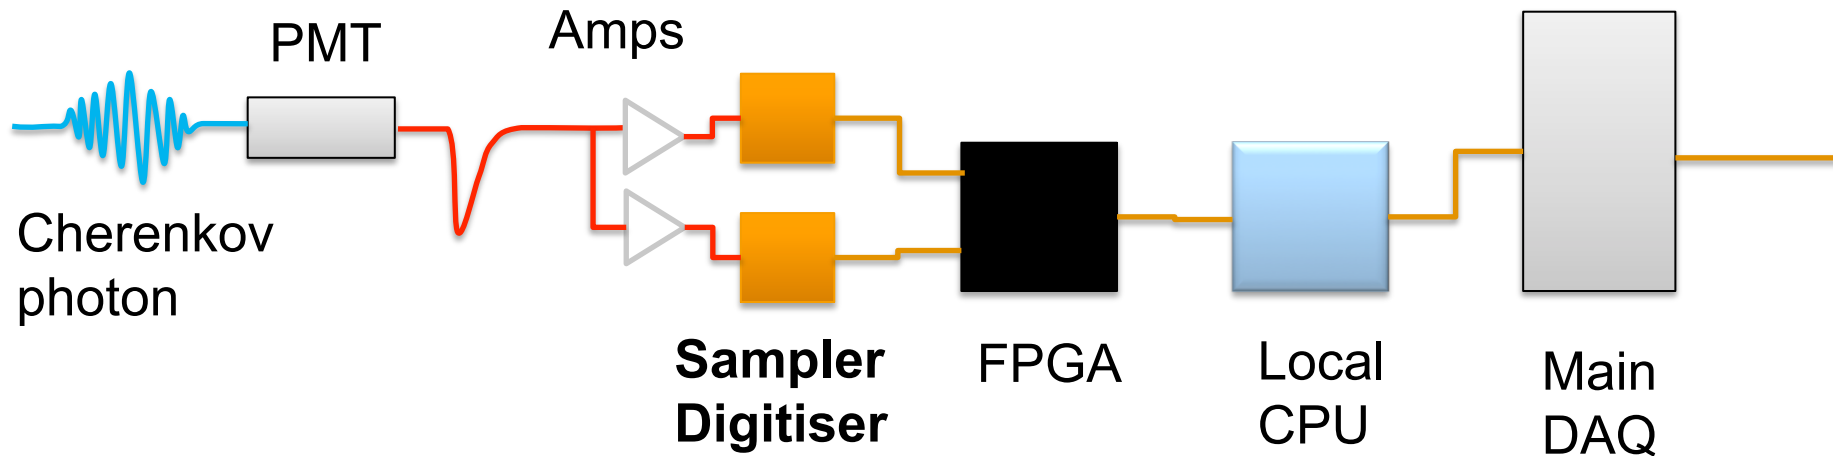 PMT
Amps
Cherenkov
photon
Sampler
Digitiser
FPGA
Local
CPU
Main
DAQ